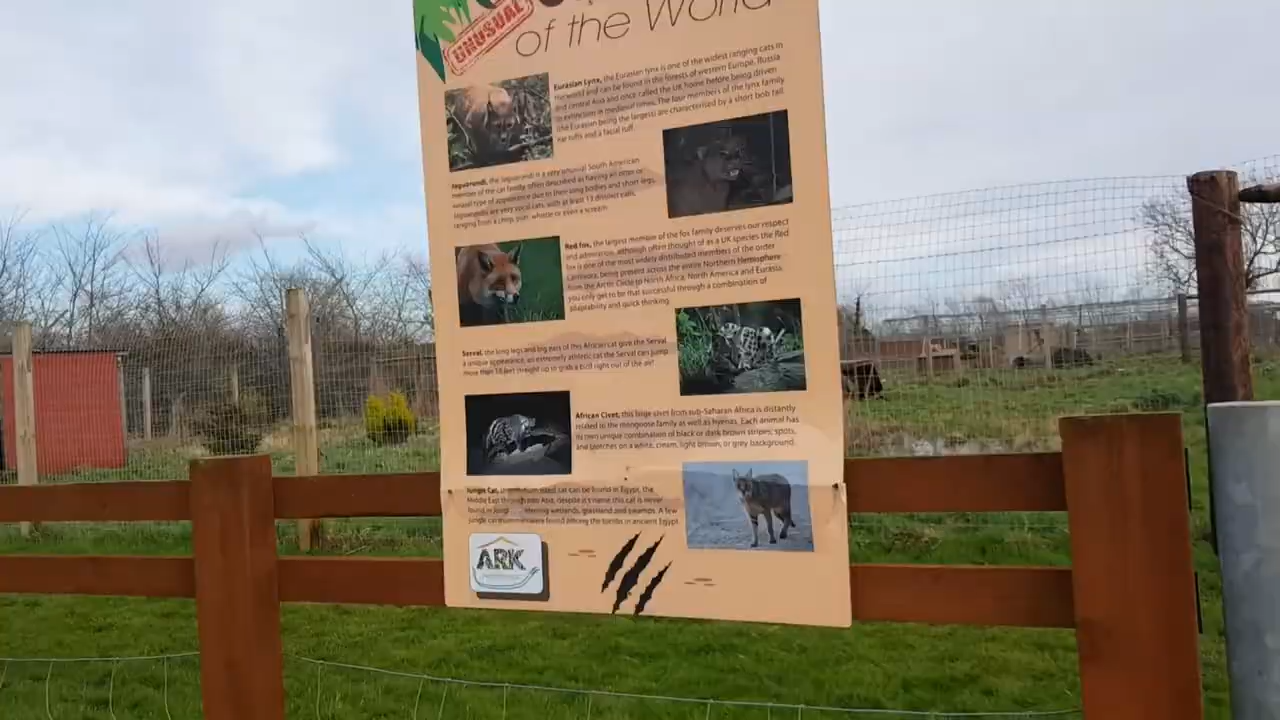 UNUSUAL
of the World
Eurasian Lynx, the Eurasian lynx is one of the widest ranging cats in
the world and can be found in the forests of western Europe, Russia
and central Asia and once called the UK home before being driven
to extinction in medieval times. The four members of the lynx family
(the Eurasian being the largest) are characterised by a short bob tail,
ear tufts and a facial ruff.
Jaguarundi, the Jaguarundi is a very unusual South American
member of the cat family, often described as having an otter or
weasel type of appearance due to their long bodies and short legs.
Jaguarundis are very vocal cats, with at least 13 distinct calls,
ranging from a chirp, purr, whistle or even a scream.
Red fox, the largest member of the fox family deserves our respect
and admiration, although often thought of as a UK species the Red
fox is one of the most widely distributed members of the order
Carnivora, being present across the entire Northern Hemisphere
from the Arctic Circle to North Africa, North America and Eurasia.
you only get to be that successful through a combination of
adaptability and quick thinking.
Serval, the long legs and big ears of this African cat give the Serval
a unique appearance, an extremely athletic cat the Serval can jump
more than 10 feet straight up to grab a bird right out of the air!
African Civet, this large civet from sub-Saharan Africa is distantly
related to the mongoose family as well as hyenas. Each animal has
its own unique combination of black or dark brown stripes, spots,
and blotches on a white, cream, light brown, or grey background.
Jungle Cat, sized cat can be found in Egypt, the
Middle East through into Asia, despite it's name this cat is never
found in Jungl wetlands, grassland and swamps. A few
jungle cat mummies were found among the tombs in ancient Egypt.
ARK